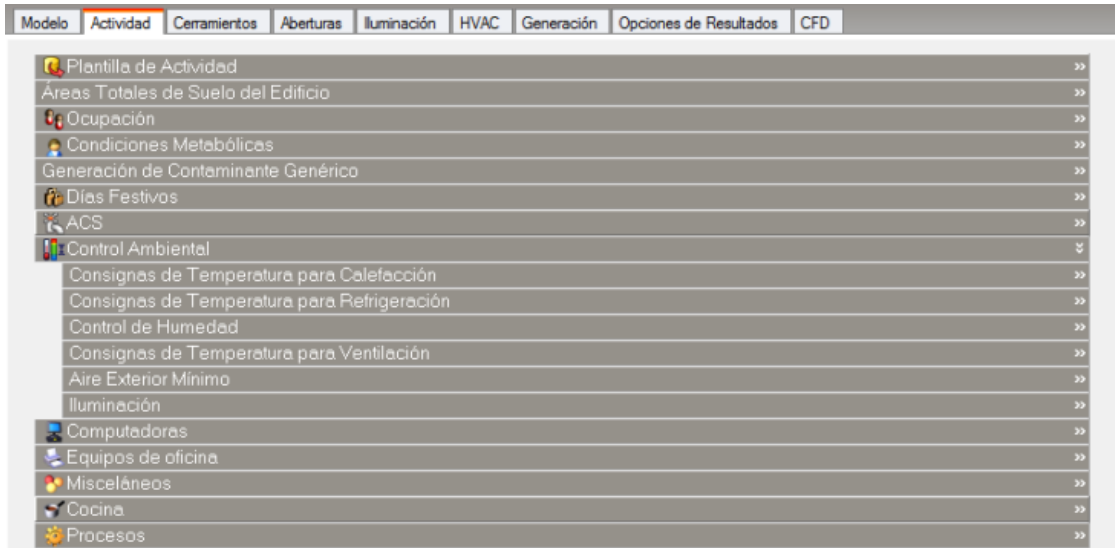 Modelo Actividad Cerramientos Aberturas Iluminación HVAC Generación Opciones de Resultados CFD
Plantilla de Actividad »
Áreas Totales de Suelo del Edificio »
Ocupación »
Condiciones Metabólicas »
Generación de Contaminante Genérico »
Días Festivos »
ACS »
Control Ambiental
Consignas de Temperatura para Calefacción »
Consignas de Temperatura para Refrigeración »
Control de Humedad »
Consignas de Temperatura para Ventilación »
Aire Exterior Mínimo »
Iluminación »
Computadoras »
Equipos de oficina »
Misceláneos »
Cocina »
Procesos »